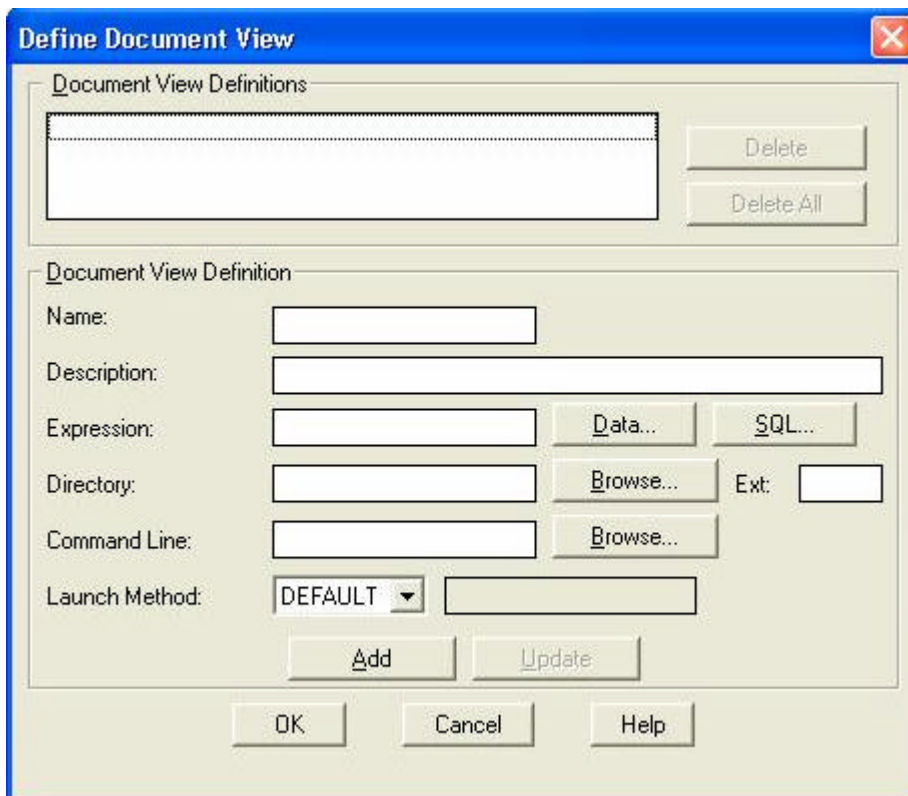 Define Document View
Document View Definitions
Delete
Delete All
Document View Definition
Name:
Description:
Expression: Data... SQL...
Directory: Browse... Ext:
Command Line: Browse...
Launch Method: DEFAULT
Add Update
OK Cancel Help